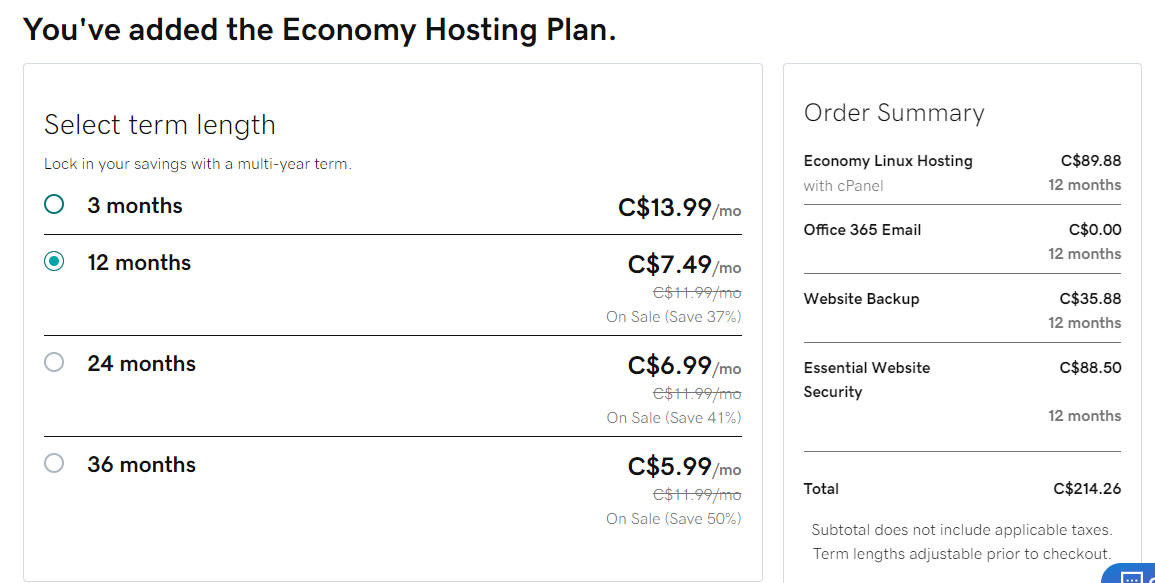 You've added the Economy Hosting Plan.
Select term length
Lock in your savings with a multi-year term.
3 months C$13.99/mo
12 months C$7.49/mo
C$11.99/mo
On Sale (Save 37%)
24 months C$6.99/mo
C$11.99/mo
On Sale (Save 41%)
36 months C$5.99/mo
C$11.99/mo
On Sale (Save 50%)
Order Summary
Economy Linux Hosting C$89.88
with cPanel 12 months
Office 365 Email C$0.00
12 months
Website Backup C$35.88
12 months
Essential Website C$88.50
Security
12 months
Total C$214.26
Subtotal does not include applicable taxes.
Term lengths adjustable prior to checkout.